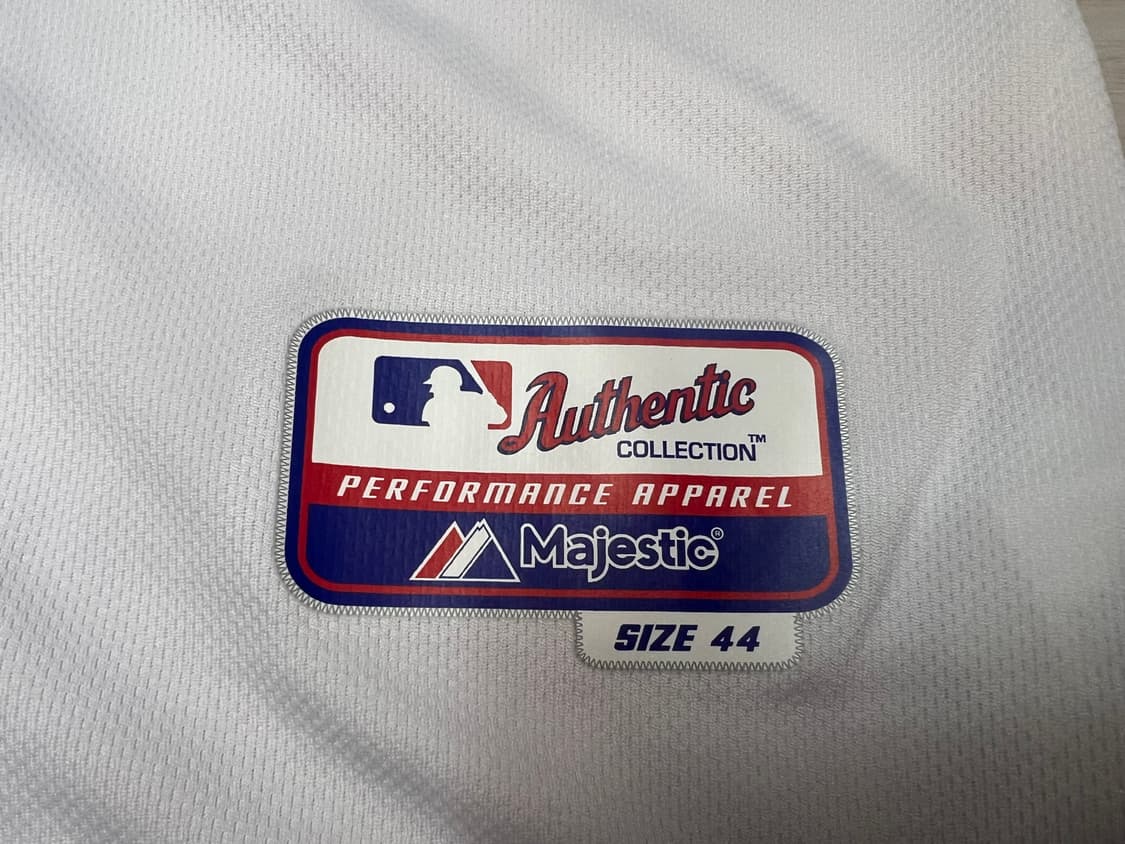 Authentic
COLLECTION™
PERFORMANCE APPAREL
Majestic®
SIZE 44